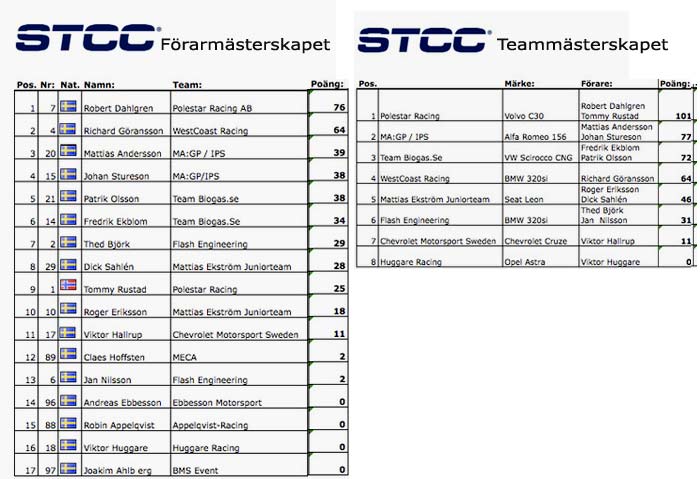 STCC Förarmästerskapet
Pos. Nr: Nat. Namn: Team: Poäng:
1 7 Robert Dahlgren Polestar Racing AB 76
2 4 Richard Göransson WestCoast Racing 64
3 20 Mattias Andersson MA:GP / IPS 39
4 15 Johan Stureson MA:GP/IPS 38
5 21 Patrik Olsson Team Biogas.Se 38
6 14 Fredrik Ekblom Team Biogas.Se 34
7 2 Thed Björk Flash Engineering 29
8 29 Dick Sahlén Mattias Ekström Juniorteam 28
9 1 Tommy Rustad Polestar Racing 25
10 10 Roger Eriksson Mattias Ekström Juniorteam 18
11 17 Viktor Hallrup Chevrolet Motorsport Sweden 11
12 89 Claes Hoffsten MECA 2
13 6 Jan Nilsson Flash Engineering 2
14 96 Andreas Ebbesson Ebbesson Motorsport 0
15 88 Robin Appelqvist Appelqvist-Racing 0
16 18 Viktor Huggare Huggare Racing 0
17 97 Joakim Ahlb erg BMS Event 0
STCC Teammästerskapet
Pos. Märke: Förare: Poäng:
Robert Dahlgren
1 Polestar Racing Volvo C30 Tommy Rustad 101
Mattias Andersson
2 MA:GP / IPS Alfa Romeo 156 Johan Stureson 77
Fredrik Ekblom
3 Team Biogas.Se VW Scirocco CNG Patrik Olsson 72
4 WestCoast Racing BMW 320si Richard Göransson 64
Roger Eriksson
5 Mattias Ekström Juniorteam Seat Leon Dick Sahlén 46
Thed Björk
6 Flash Engineering BMW 320si Jan Nilsson 31
7 Chevrolet Motorsport Sweden Chevrolet Cruze Viktor Hallrup 11
8 Huggare Racing Opel Astra Viktor Huggare 0